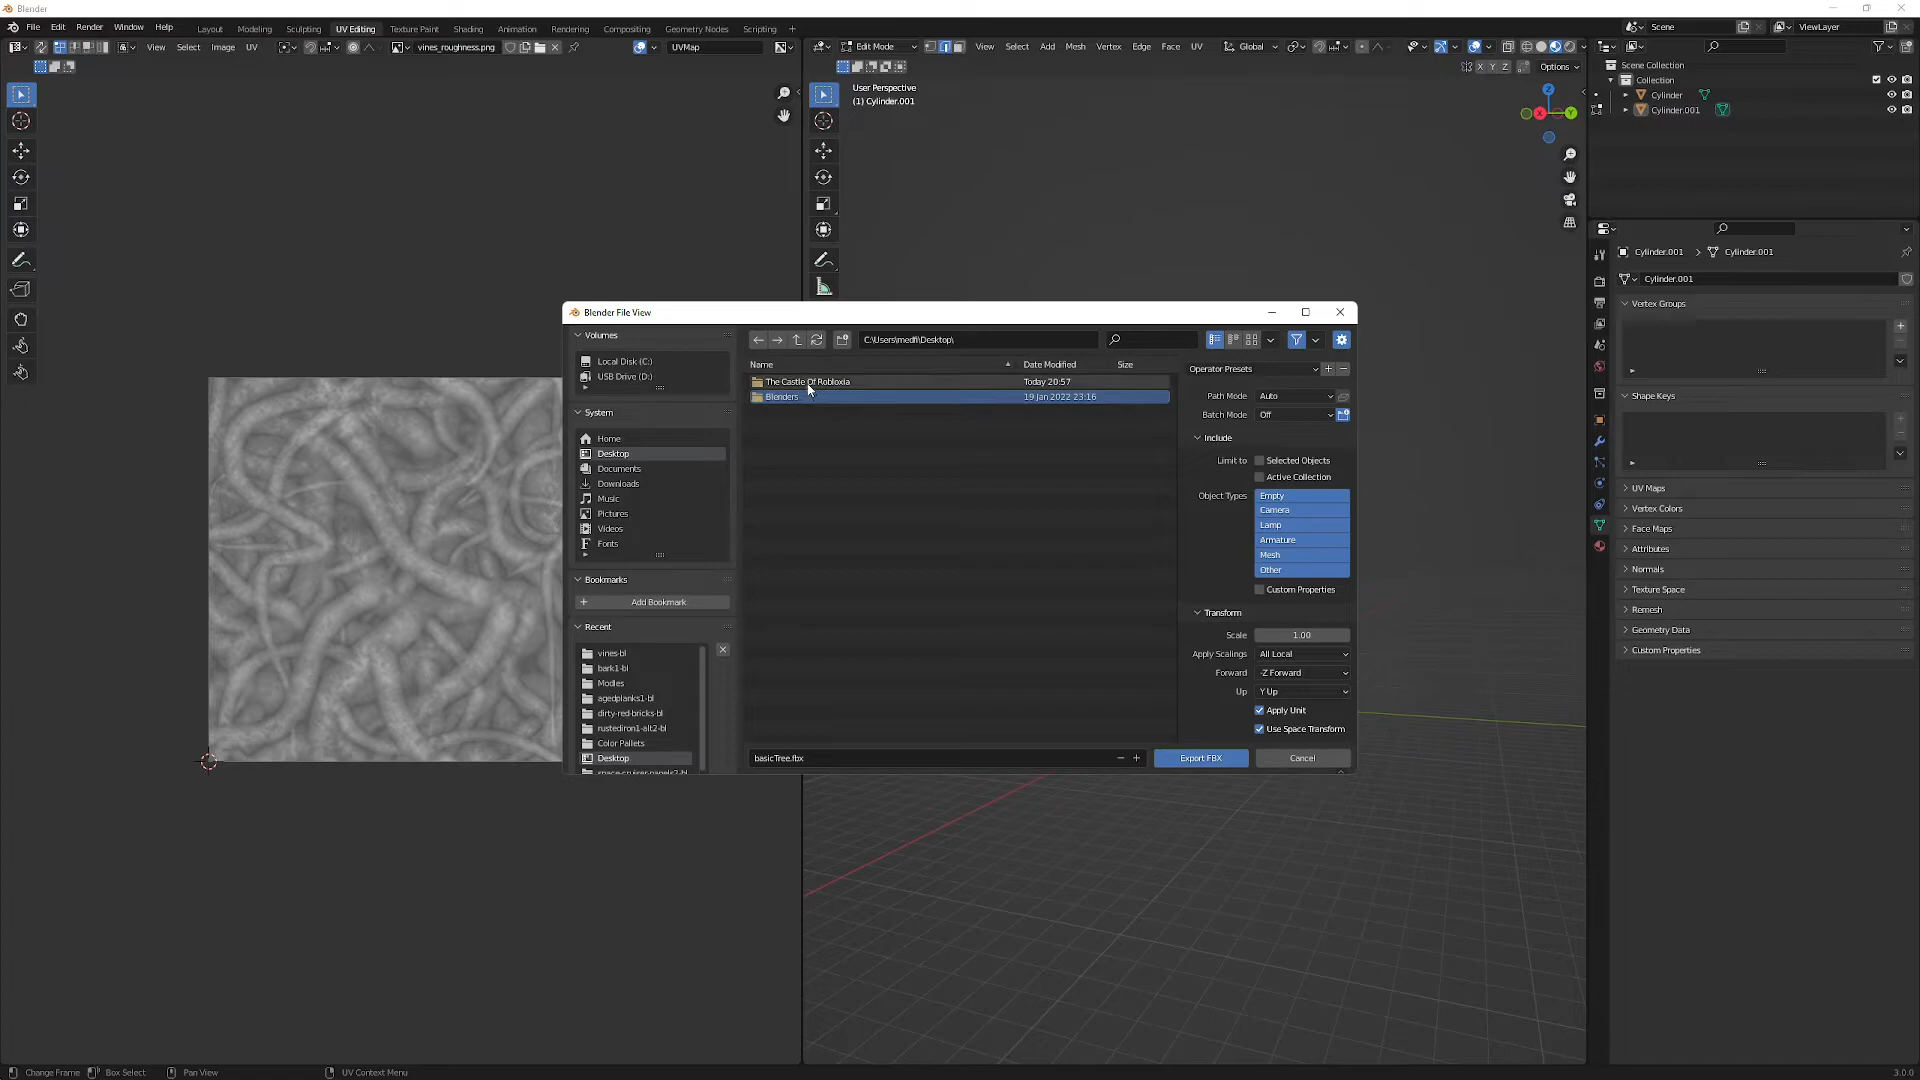 Blender
File Edit Render Window Help
Layout Modeling Sculpting UV Editing Texture Paint Shading Animation Rendering Compositing Geometry Nodes Scripting +
Scene ViewLayer
View Select Image UV vines_roughness.png UVMap
Edit Mode View Select Add Mesh Vertex Edge Face UV Global
X Y Z Options
User Perspective
(1) Cylinder.001
Z
X Y
Scene Collection
Collection
Cylinder
Cylinder.001
Cylinder.001 > Cylinder.001
Cylinder.001
Vertex Groups
Shape Keys
UV Maps
Vertex Colors
Face Maps
Attributes
Normals
Texture Space
Remesh
Geometry Data
Custom Properties
Blender File View
Volumes
Local Disk (C:)
USB Drive (D:)
System
Home
Desktop
Documents
Downloads
Music
Pictures
Videos
Fonts
Bookmarks
+ Add Bookmark
Recent
vines-bl
bark1-bl
Modles
agedplanks1-bl
dirty-red-bricks-bl
rustediron1-alt2-bl
Color Pallets
Desktop
C:\Users\medfi\Desktop\
Name Date Modified Size
The Castle Of Robloxia Today 20:57
Blenders 19 Jan 2022 23:16
Operator Presets
Path Mode Auto
Batch Mode Off
Include
Limit to Selected Objects
Active Collection
Object Types Empty
Camera
Lamp
Armature
Mesh
Other
Custom Properties
Transform
Scale 1.00
Apply Scalings All Local
Forward -Z Forward
Up Y Up
Apply Unit
Use Space Transform
basicTree.fbx Export FBX Cancel
Change Frame Box Select Pan View UV Context Menu 3.0.0